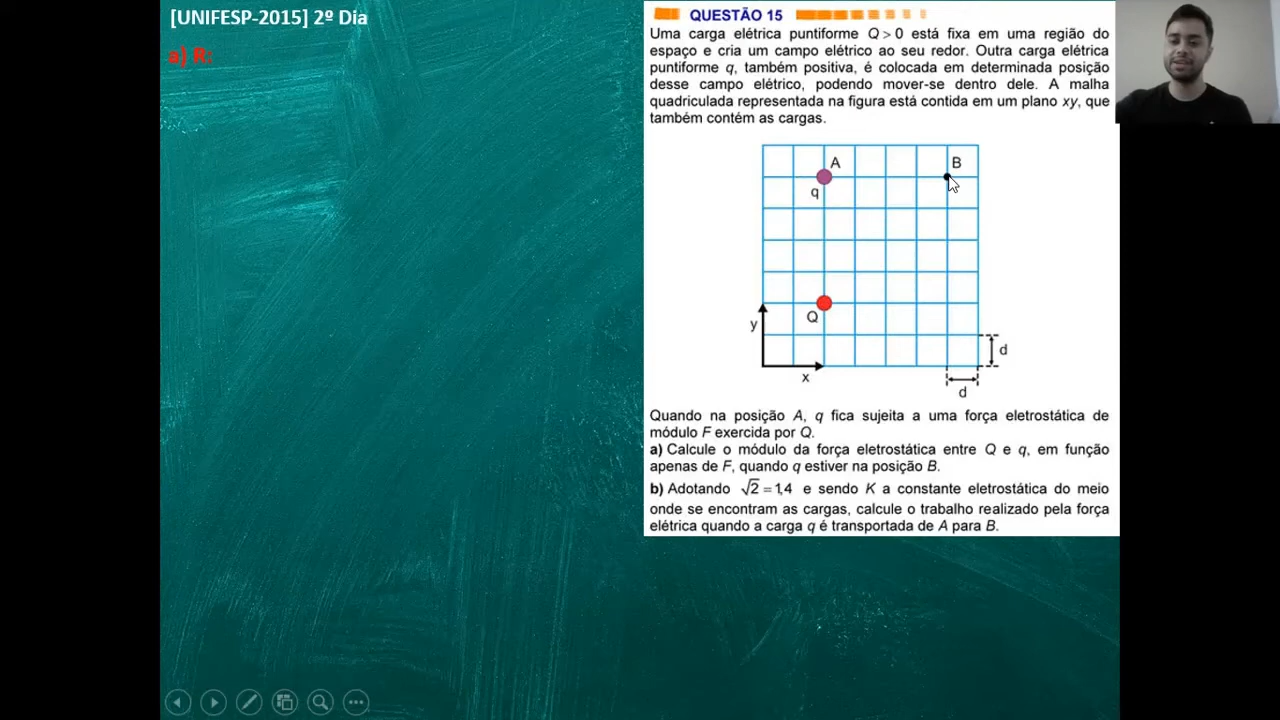 [UNIFESP-2015] 2º Dia
a) R:
QUESTÃO 15
Uma carga elétrica puntiforme Q > 0 está fixa em uma região do
espaço e cria um campo elétrico ao seu redor. Outra carga elétrica
puntiforme q, também positiva, é colocada em determinada posição
desse campo elétrico, podendo mover-se dentro dele. A malha
quadriculada representada na figura está contida em um plano xy, que
também contém as cargas.
A
B
q
Q
y
x
d
d
Quando na posição A, q fica sujeita a uma força eletrostática de
módulo F exercida por Q.
a) Calcule o módulo da força eletrostática entre Q e q, em função
apenas de F, quando q estiver na posição B.
b) Adotando √2 = 1,4 e sendo K a constante eletrostática do meio
onde se encontram as cargas, calcule o trabalho realizado pela força
elétrica quando a carga q é transportada de A para B.